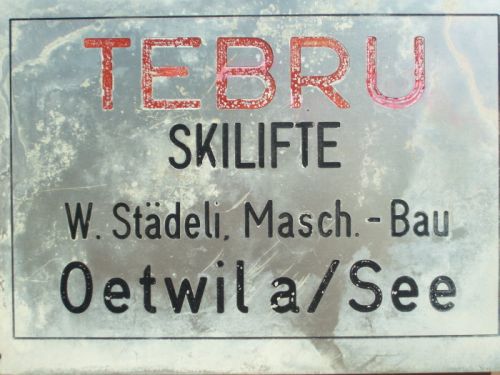 TEBRU
SKILIFTE
W. Städeli, Masch.-Bau
Oetwil a/See